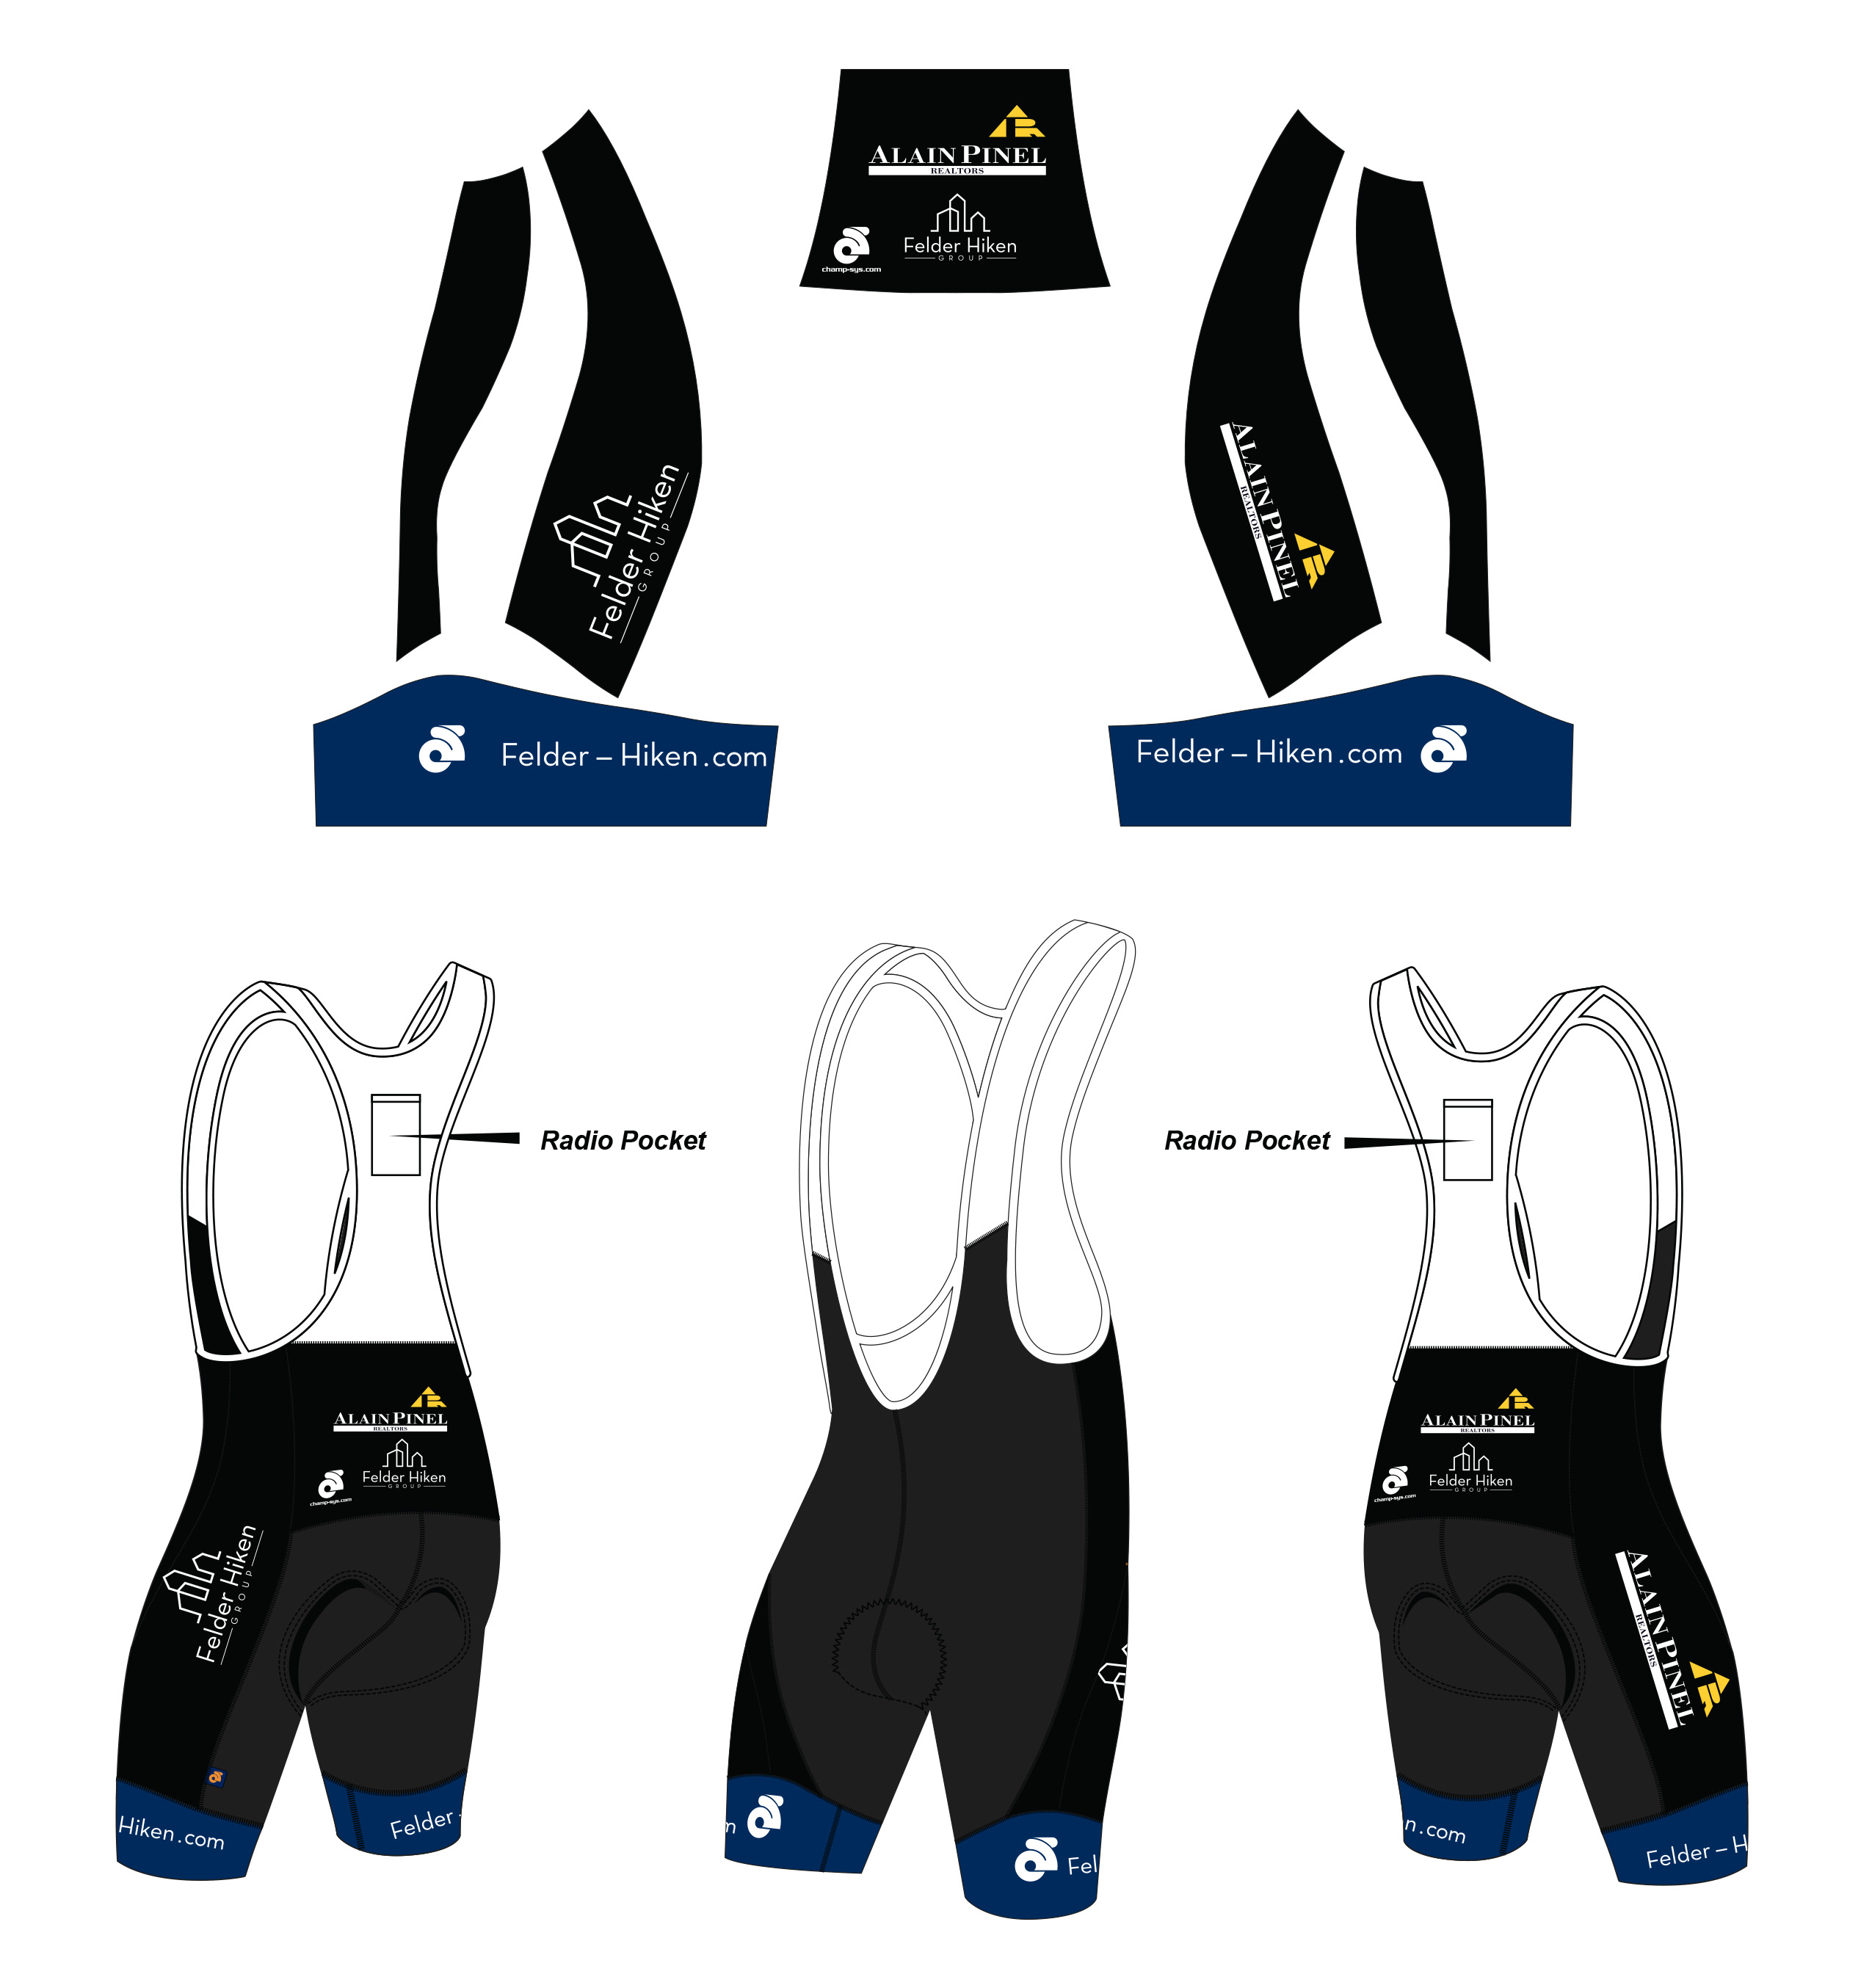 ALAIN PINEL
REALTORS
Felder Hiken
GROUP
champ-sys.com
Felder Hiken
GROUP
ALAIN PINEL
REALTORS
Felder – Hiken.com
Felder – Hiken.com
Radio Pocket
Radio Pocket
ALAIN PINEL
REALTORS
Felder Hiken
GROUP
champ-sys.com
ALAIN PINEL
REALTORS
Felder Hiken
GROUP
champ-sys.com
Felder Hiken
GROUP
ALAIN PINEL
REALTORS
Hiken.com
Felder -
m
Fel
n.com
Felder – H